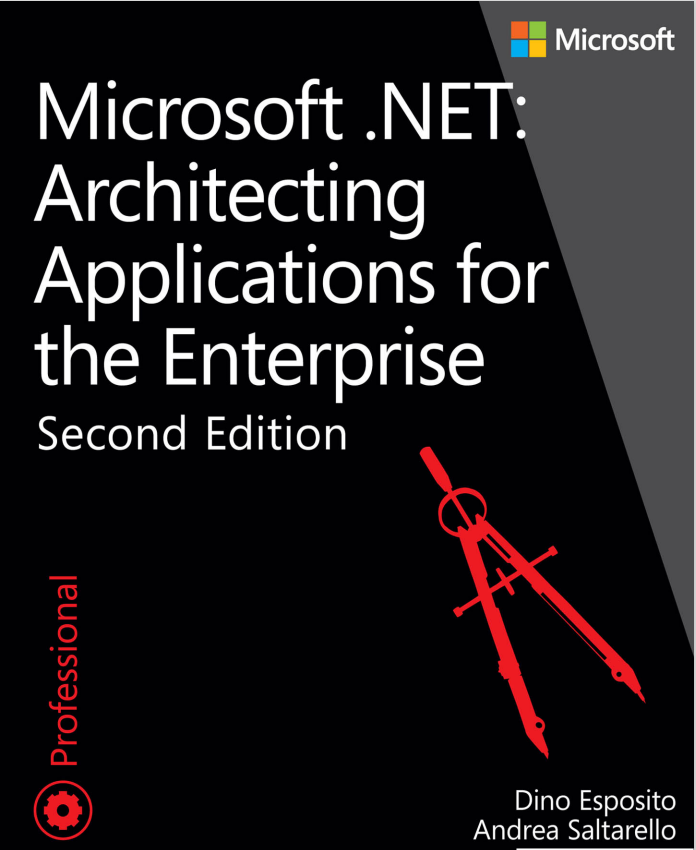 Microsoft
Microsoft .NET:
Architecting
Applications for
the Enterprise
Second Edition
Professional
Dino Esposito
Andrea Saltarello